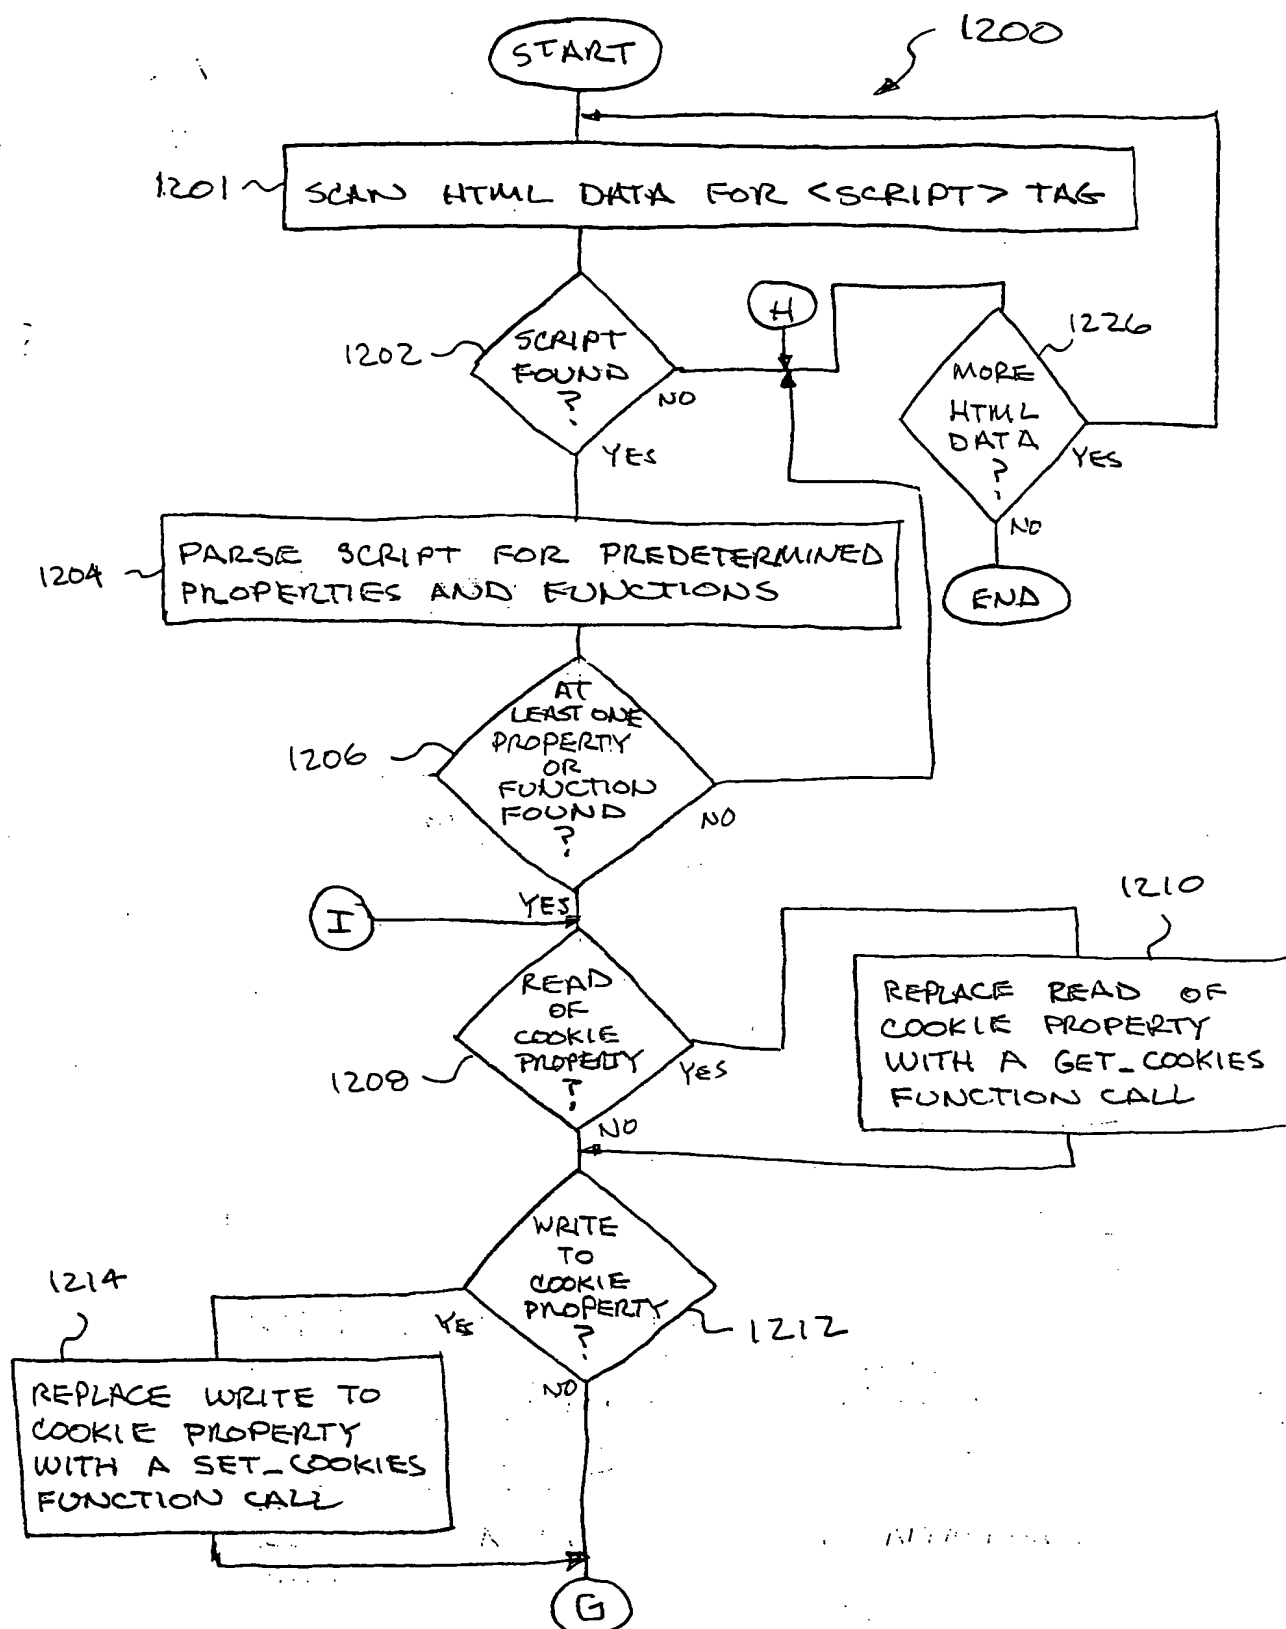 START
1200
1201
SCAN HTML DATA FOR <SCRIPT> TAG
H
1202
SCRIPT
FOUND
?
NO
YES
1226
MORE
HTML
DATA
?
YES
NO
END
1204
PARSE SCRIPT FOR PREDETERMINED
PROPERTIES AND FUNCTIONS
1206
AT
LEAST ONE
PROPERTY
OR
FUNCTION
FOUND
?
NO
YES
I
1208
READ
OF
COOKIE
PROPERTY
?
YES
NO
1210
REPLACE READ OF
COOKIE PROPERTY
WITH A GET_COOKIES
FUNCTION CALL
WRITE
TO
COOKIE
PROPERTY
?
1212
YES
NO
1214
REPLACE WRITE TO
COOKIE PROPERTY
WITH A SET_COOKIES
FUNCTION CALL
G